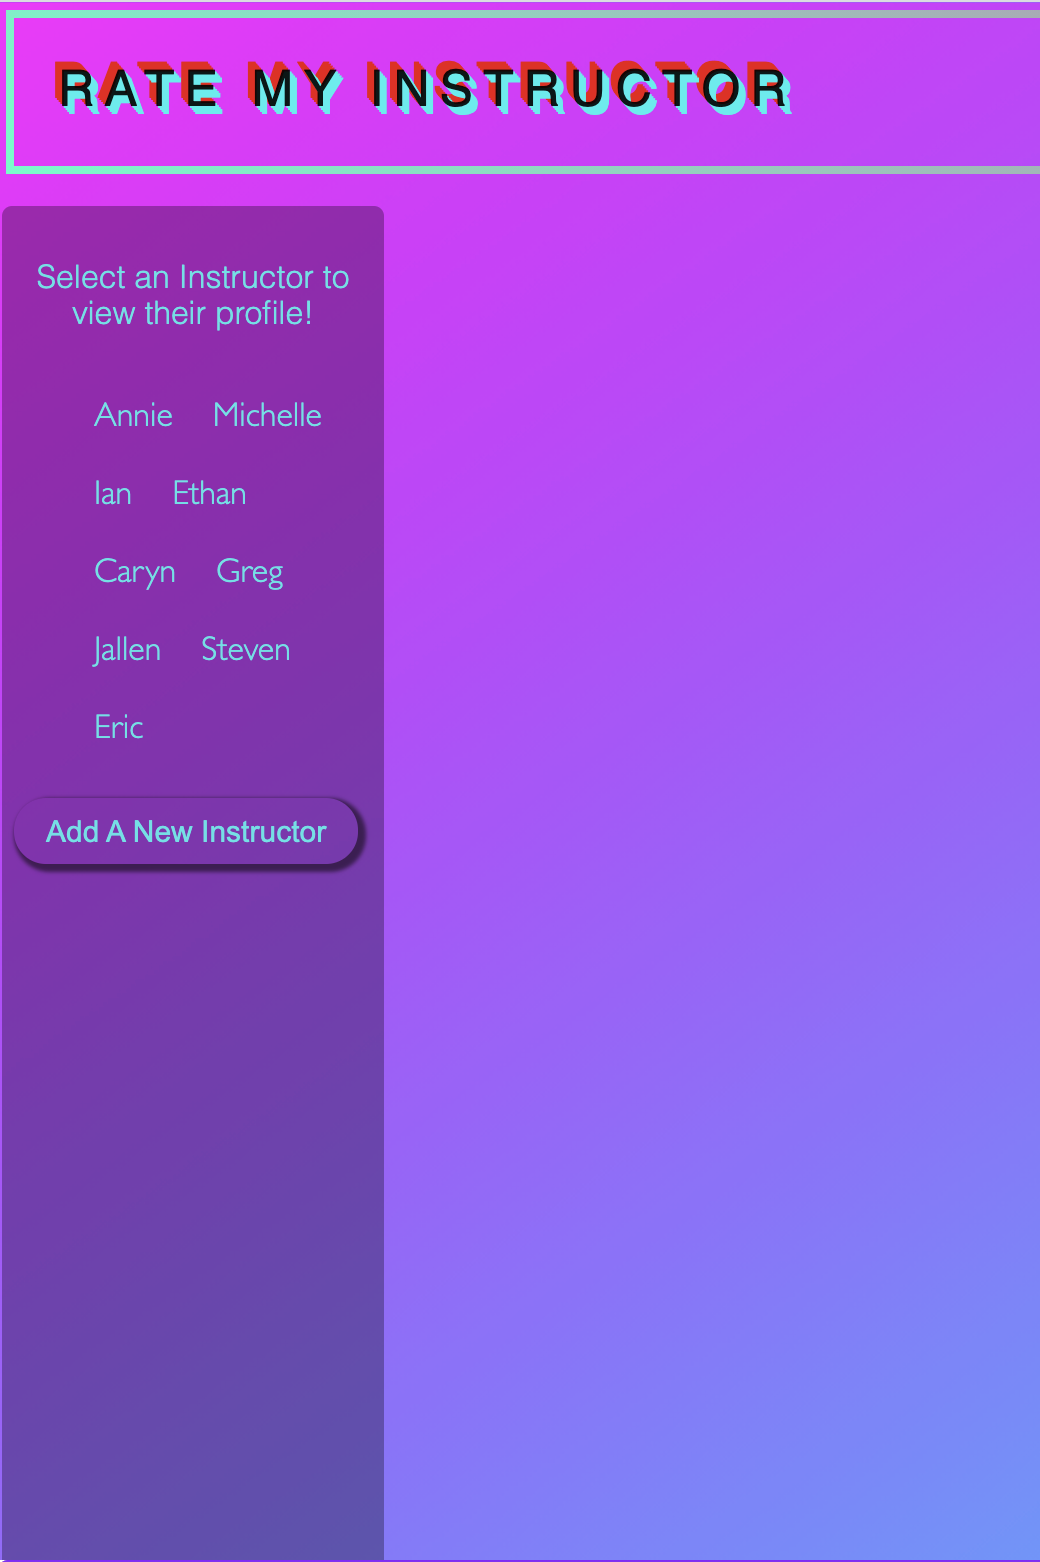 RATE MY INSTRUCTOR
Select an Instructor to
view their profile!
Annie Michelle
Ian Ethan
Caryn Greg
Jallen Steven
Eric
Add A New Instructor